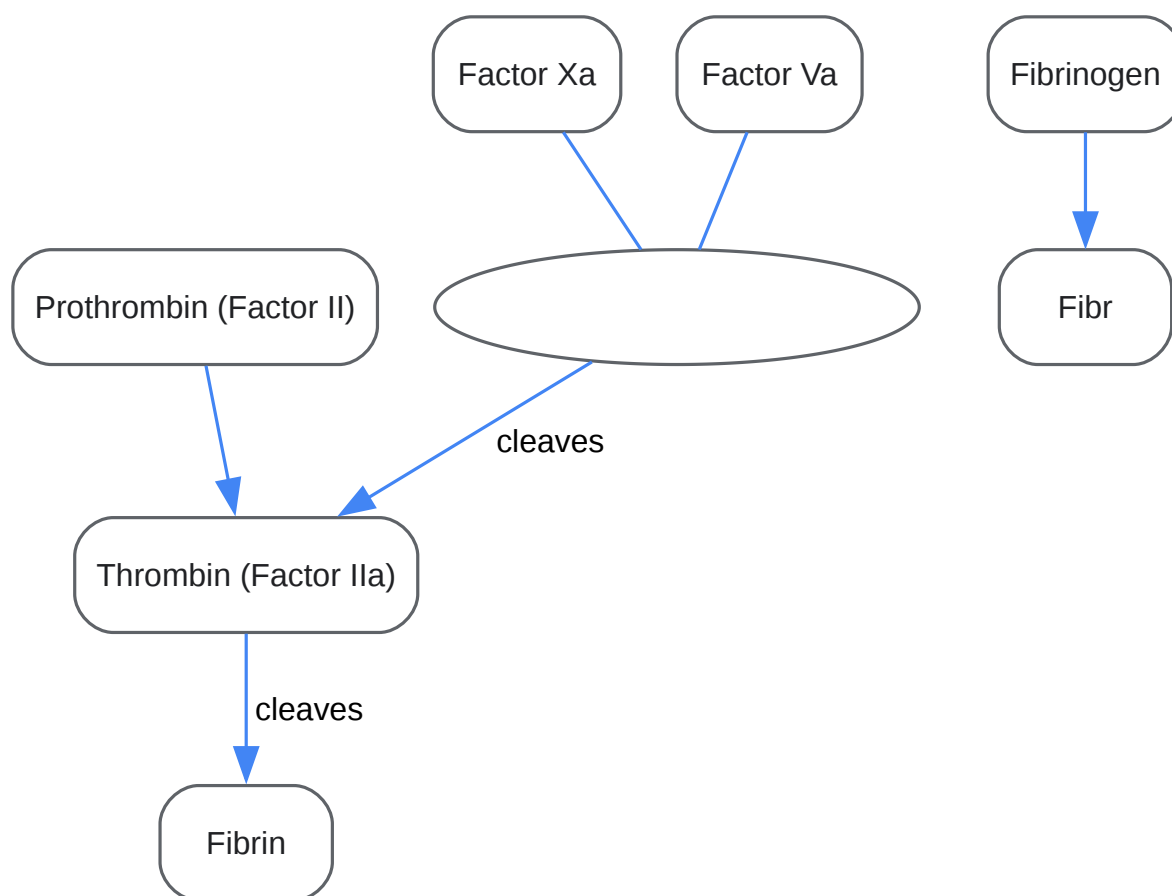 Factor Xa
Factor Va
Fibrinogen
Prothrombin (Factor II)
Fibr
cleaves
Thrombin (Factor IIa)
cleaves
Fibrin